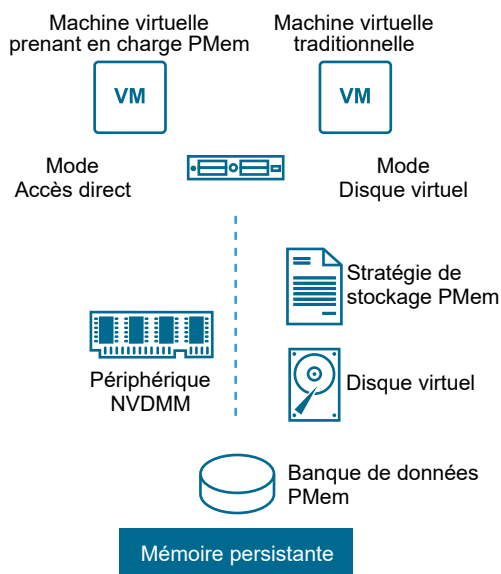 Machine virtuelle
prenant en charge PMem
Machine virtuelle
traditionnelle
VM
VM
Mode
Accès direct
Mode
Disque virtuel
Stratégie de
stockage PMem
Périphérique
NVDMM
Disque virtuel
Banque de données
PMem
Mémoire persistante